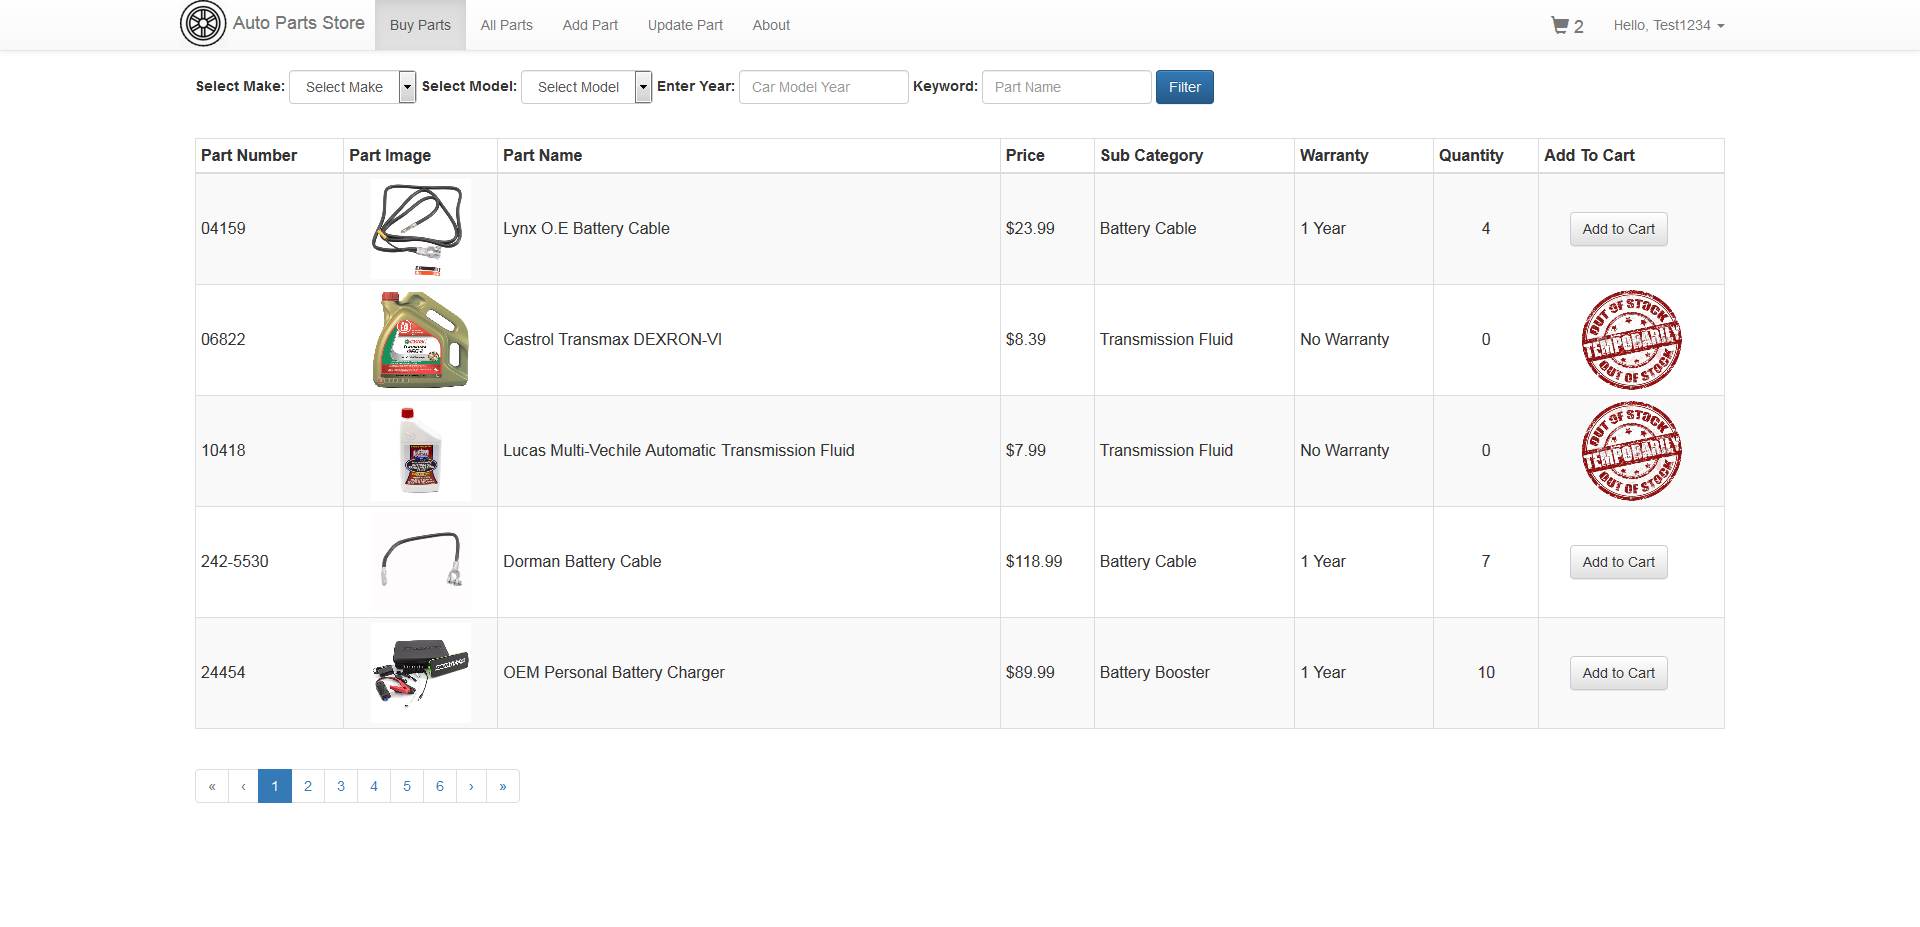 Auto Parts Store Buy Parts All Parts Add Part Update Part About 2 Hello, Test1234
Select Make: Select Make Select Model: Select Model Enter Year: Car Model Year Keyword: Part Name Filter
Part Number Part Image Part Name Price Sub Category Warranty Quantity Add To Cart
04159 Lynx O.E Battery Cable $23.99 Battery Cable 1 Year 4 Add to Cart
06822 Castrol Transmax DEXRON-VI $8.39 Transmission Fluid No Warranty 0
OUT OF STOCK
TEMPORARILY
OUT OF STOCK
10418 Lucas Multi-Vechile Automatic Transmission Fluid $7.99 Transmission Fluid No Warranty 0
OUT OF STOCK
TEMPORARILY
OUT OF STOCK
242-5530 Dorman Battery Cable $118.99 Battery Cable 1 Year 7 Add to Cart
24454 OEM Personal Battery Charger $89.99 Battery Booster 1 Year 10 Add to Cart
« ‹ 1 2 3 4 5 6 › »